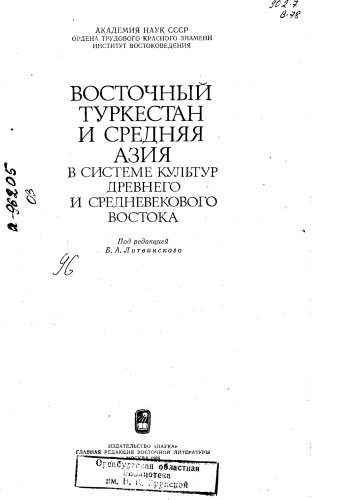 902.7
В-78
АКАДЕМИЯ НАУК СССР
ОРДЕНА ТРУДОВОГО КРАСНОГО ЗНАМЕНИ
ИНСТИТУТ ВОСТОКОВЕДЕНИЯ
ВОСТОЧНЫЙ
ТУРКЕСТАН
И СРЕДНЯЯ
АЗИЯ
В СИСТЕМЕ КУЛЬТУР
ДРЕВНЕГО
И СРЕДНЕВЕКОВОГО
ВОСТОКА
Под редакцией
Б. А. Литвинского
а-96205
03
96
ИЗДАТЕЛЬСТВО «НАУКА»
ГЛАВНАЯ РЕДАКЦИЯ ВОСТОЧНОЙ ЛИТЕРАТУРЫ
МОСКВА
Оренбургская областная
библиотека
им. Н. К. Крупской